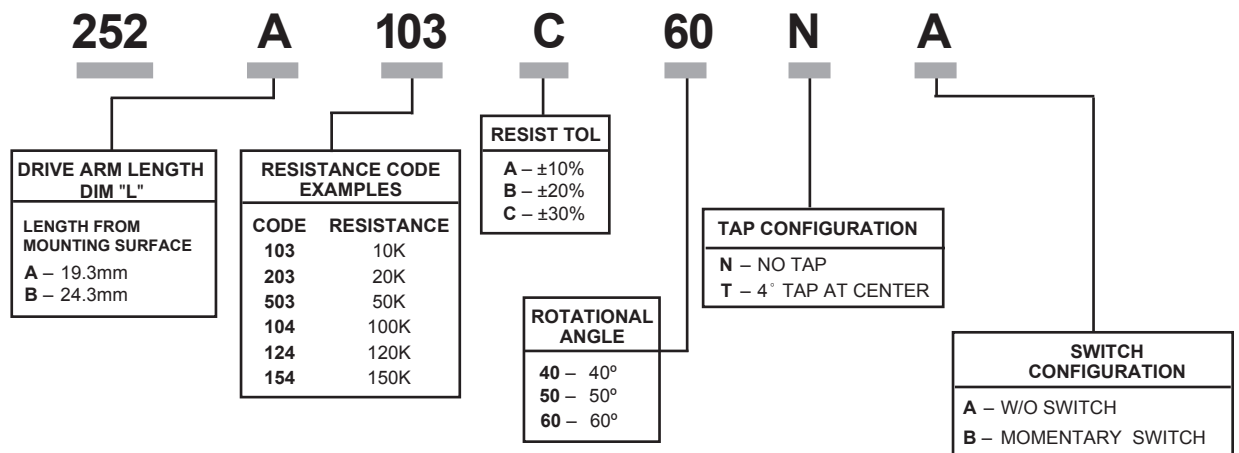 252 A 103 C 60 N A
DRIVE ARM LENGTH
DIM "L"
LENGTH FROM
MOUNTING SURFACE
A – 19.3mm
B – 24.3mm
RESISTANCE CODE
EXAMPLES
CODE RESISTANCE
103 10K
203 20K
503 50K
104 100K
124 120K
154 150K
RESIST TOL
A – ±10%
B – ±20%
C – ±30%
ROTATIONAL
ANGLE
40 – 40º
50 – 50º
60 – 60º
TAP CONFIGURATION
N – NO TAP
T – 4° TAP AT CENTER
SWITCH
CONFIGURATION
A – W/O SWITCH
B – MOMENTARY SWITCH